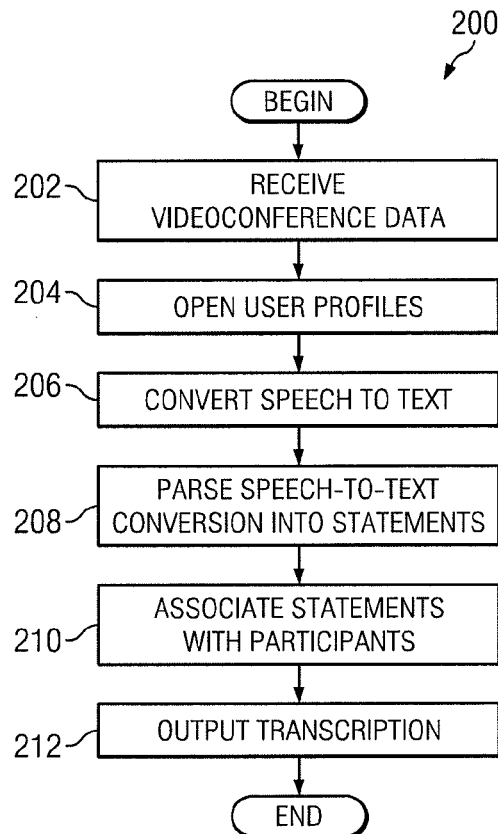 200
BEGIN
202
RECEIVE
VIDEOCONFERENCE DATA
204
OPEN USER PROFILES
206
CONVERT SPEECH TO TEXT
208
PARSE SPEECH-TO-TEXT
CONVERSION INTO STATEMENTS
210
ASSOCIATE STATEMENTS
WITH PARTICIPANTS
212
OUTPUT TRANSCRIPTION
END